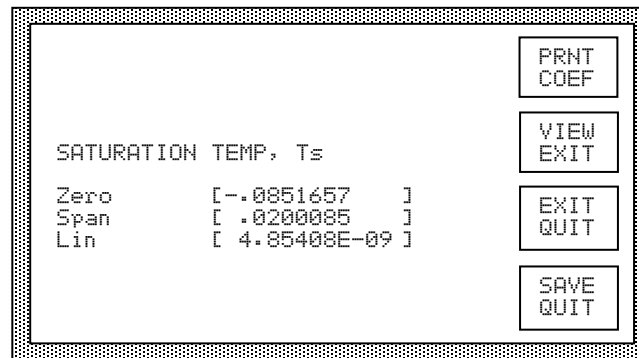 PRNT
COEF
VIEW
EXIT
SATURATION TEMP, Ts
Zero [-.0851657 ]
Span [ .0200085 ]
Lin [ 4.85408E-09 ]
EXIT
QUIT
SAVE
QUIT